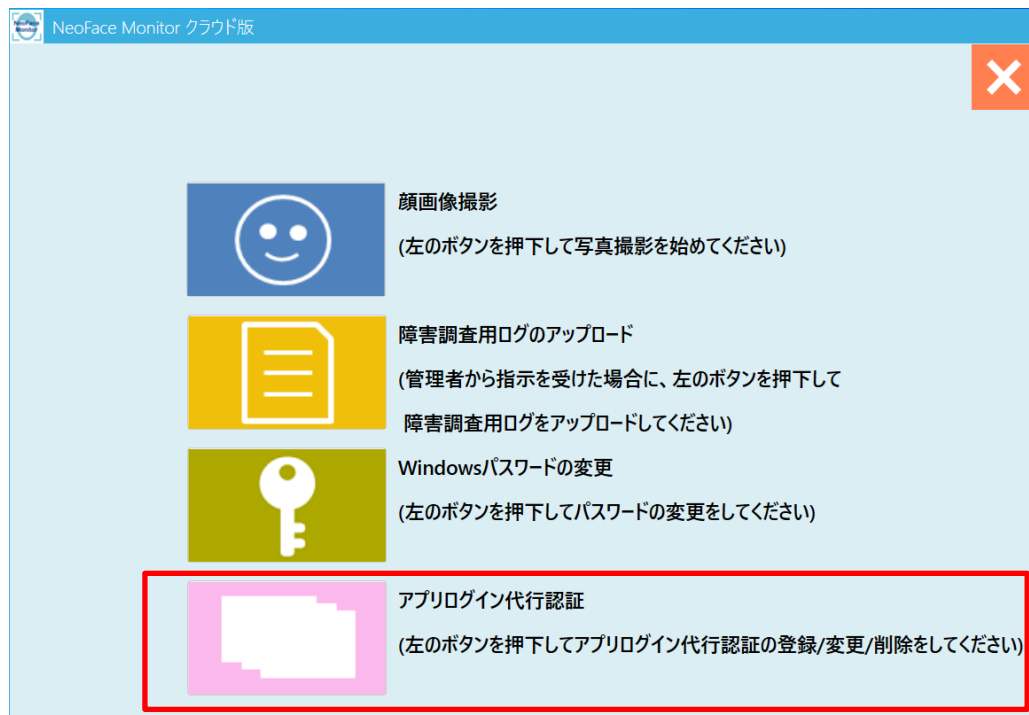 NeoFace Monitor
NeoFace Monitor クラウド版
顔画像撮影
(左のボタンを押下して写真撮影を始めてください)
障害調査用ログのアップロード
(管理者から指示を受けた場合に、左のボタンを押下して
障害調査用ログをアップロードしてください)
Windowsパスワードの変更
(左のボタンを押下してパスワードの変更をしてください)
アプリログイン代行認証
(左のボタンを押下してアプリログイン代行認証の登録/変更/削除をしてください)